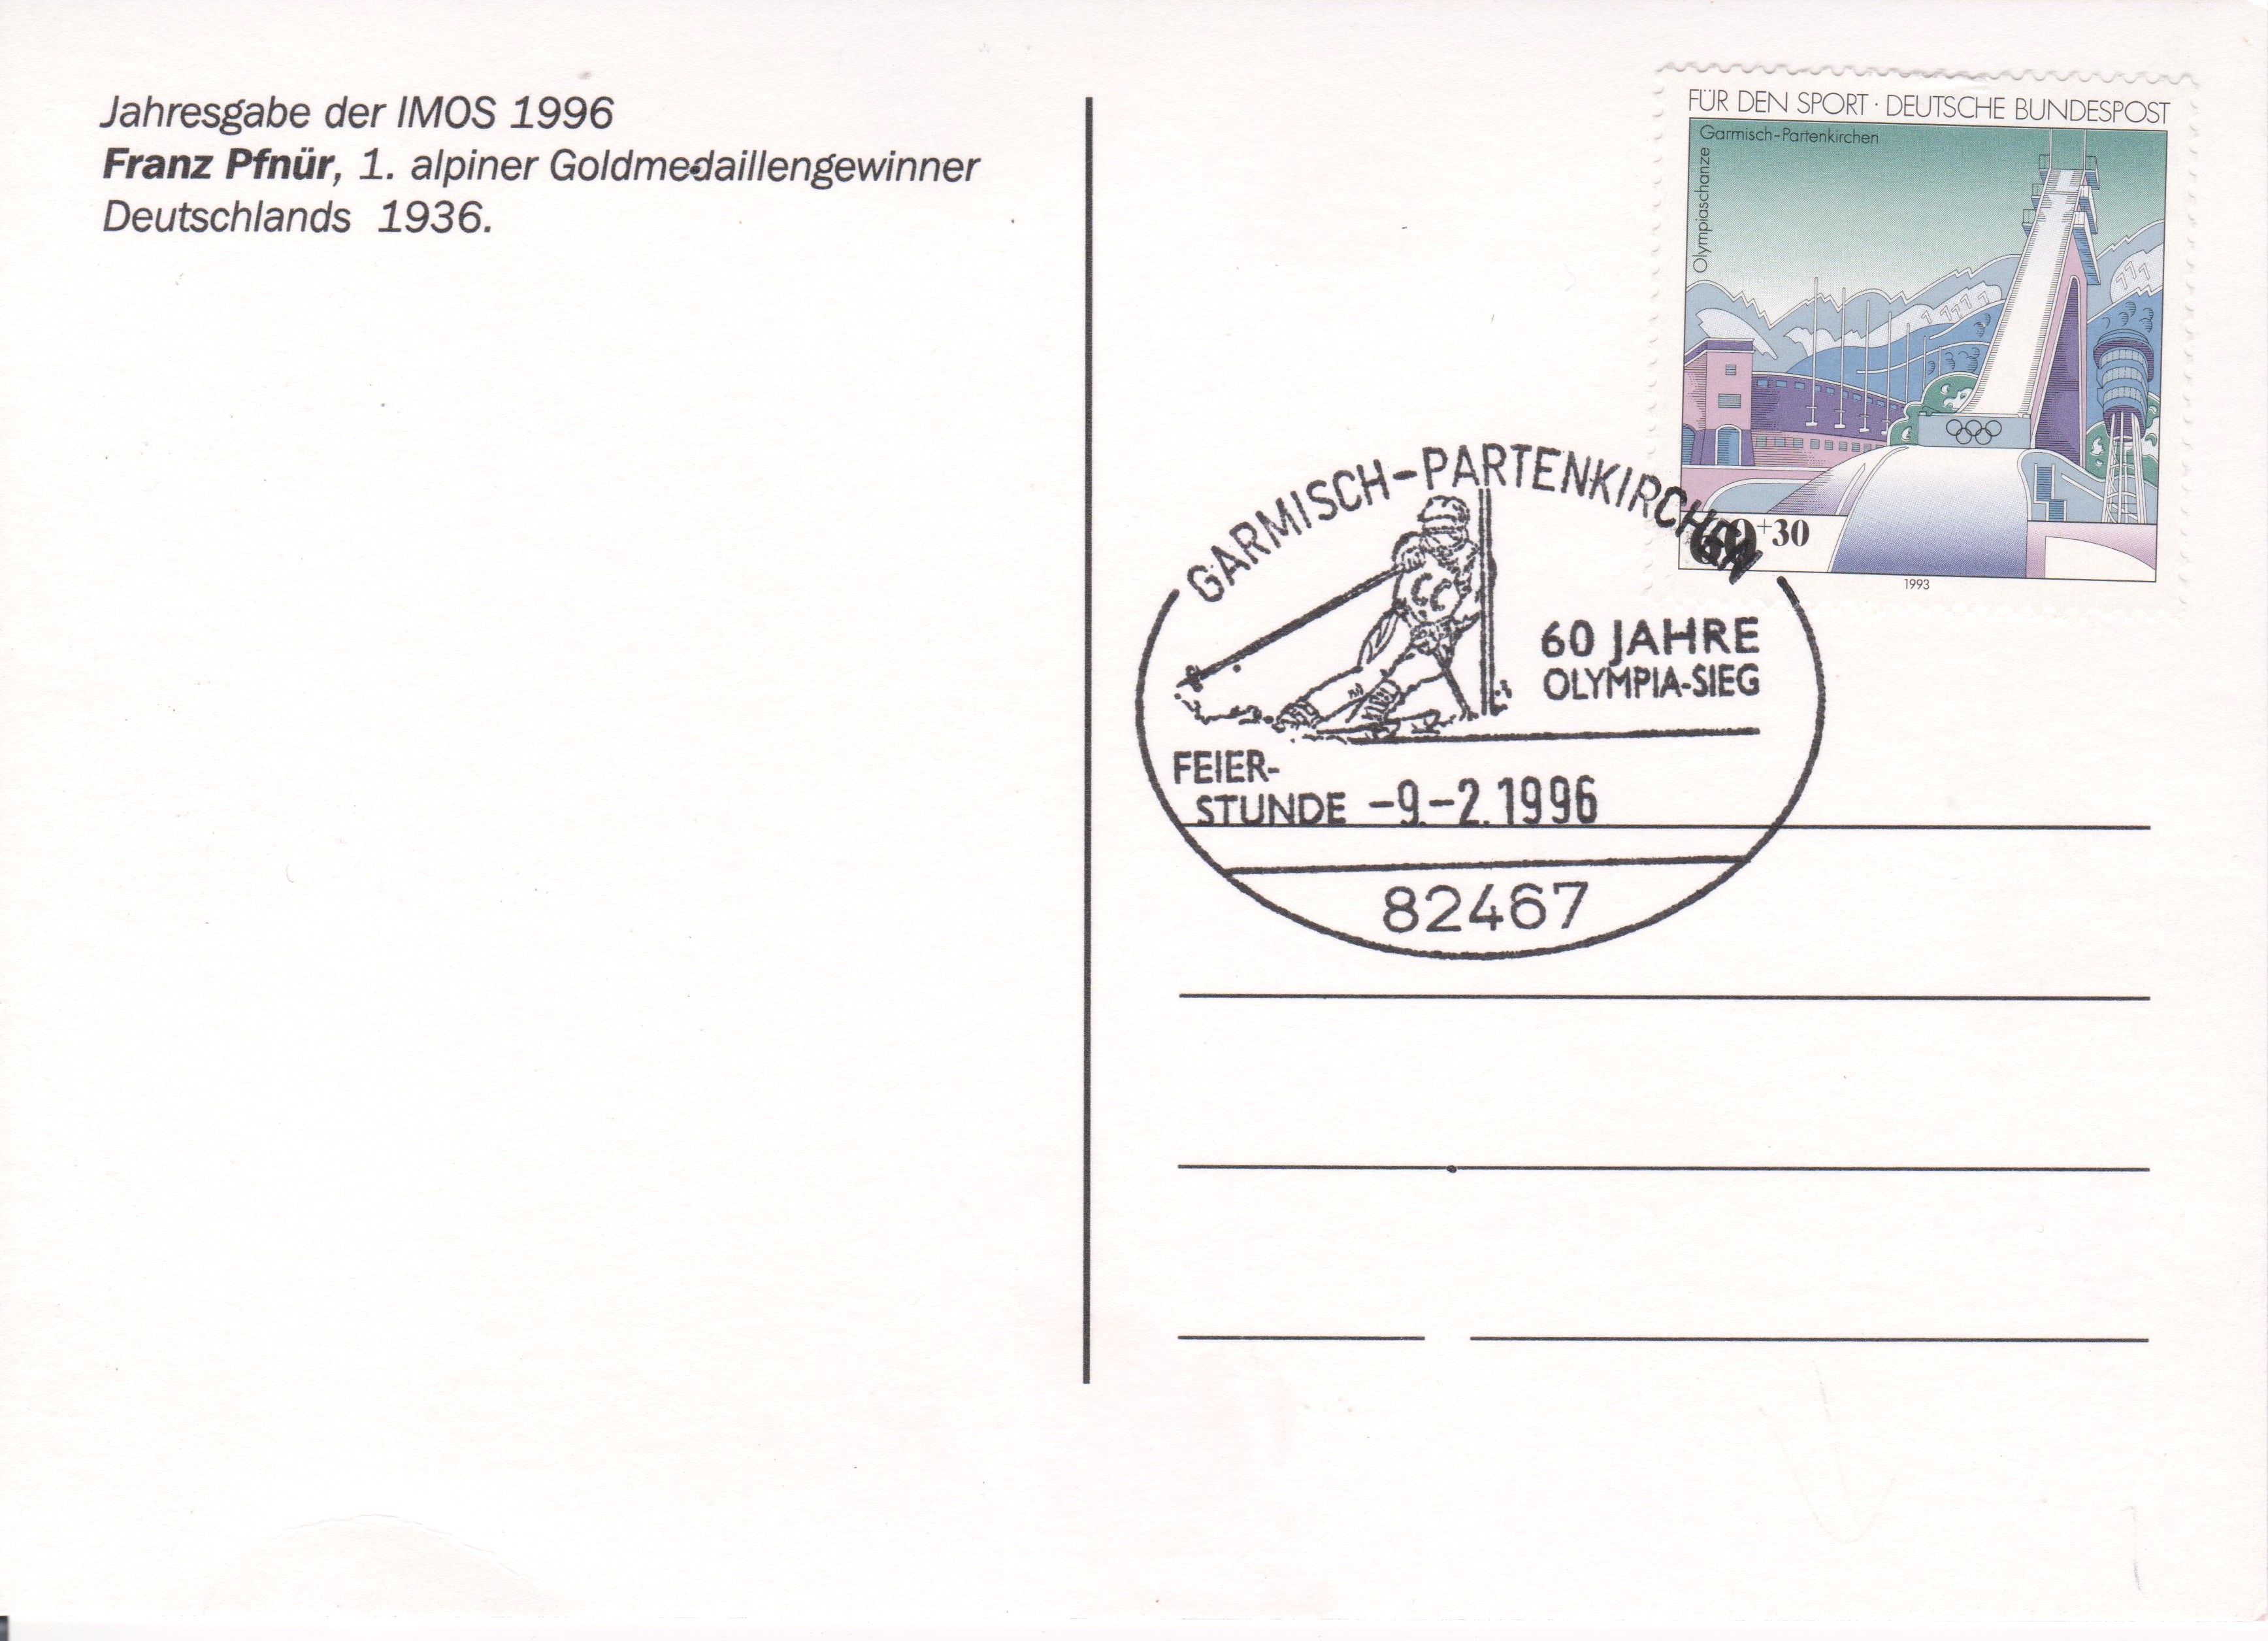 Jahresgabe der IMOS 1996
Franz Pfnür, 1. alpiner Goldmedaillengewinner
Deutschlands 1936.
FÜR DEN SPORT · DEUTSCHE BUNDESPOST
Garmisch-Partenkirchen
Olympiaschanze
+30
1993
GARMISCH-PARTENKIRCHEN
CC
60 JAHRE
OLYMPIA-SIEG
FEIER-
STUNDE -9.-2.1996
82467